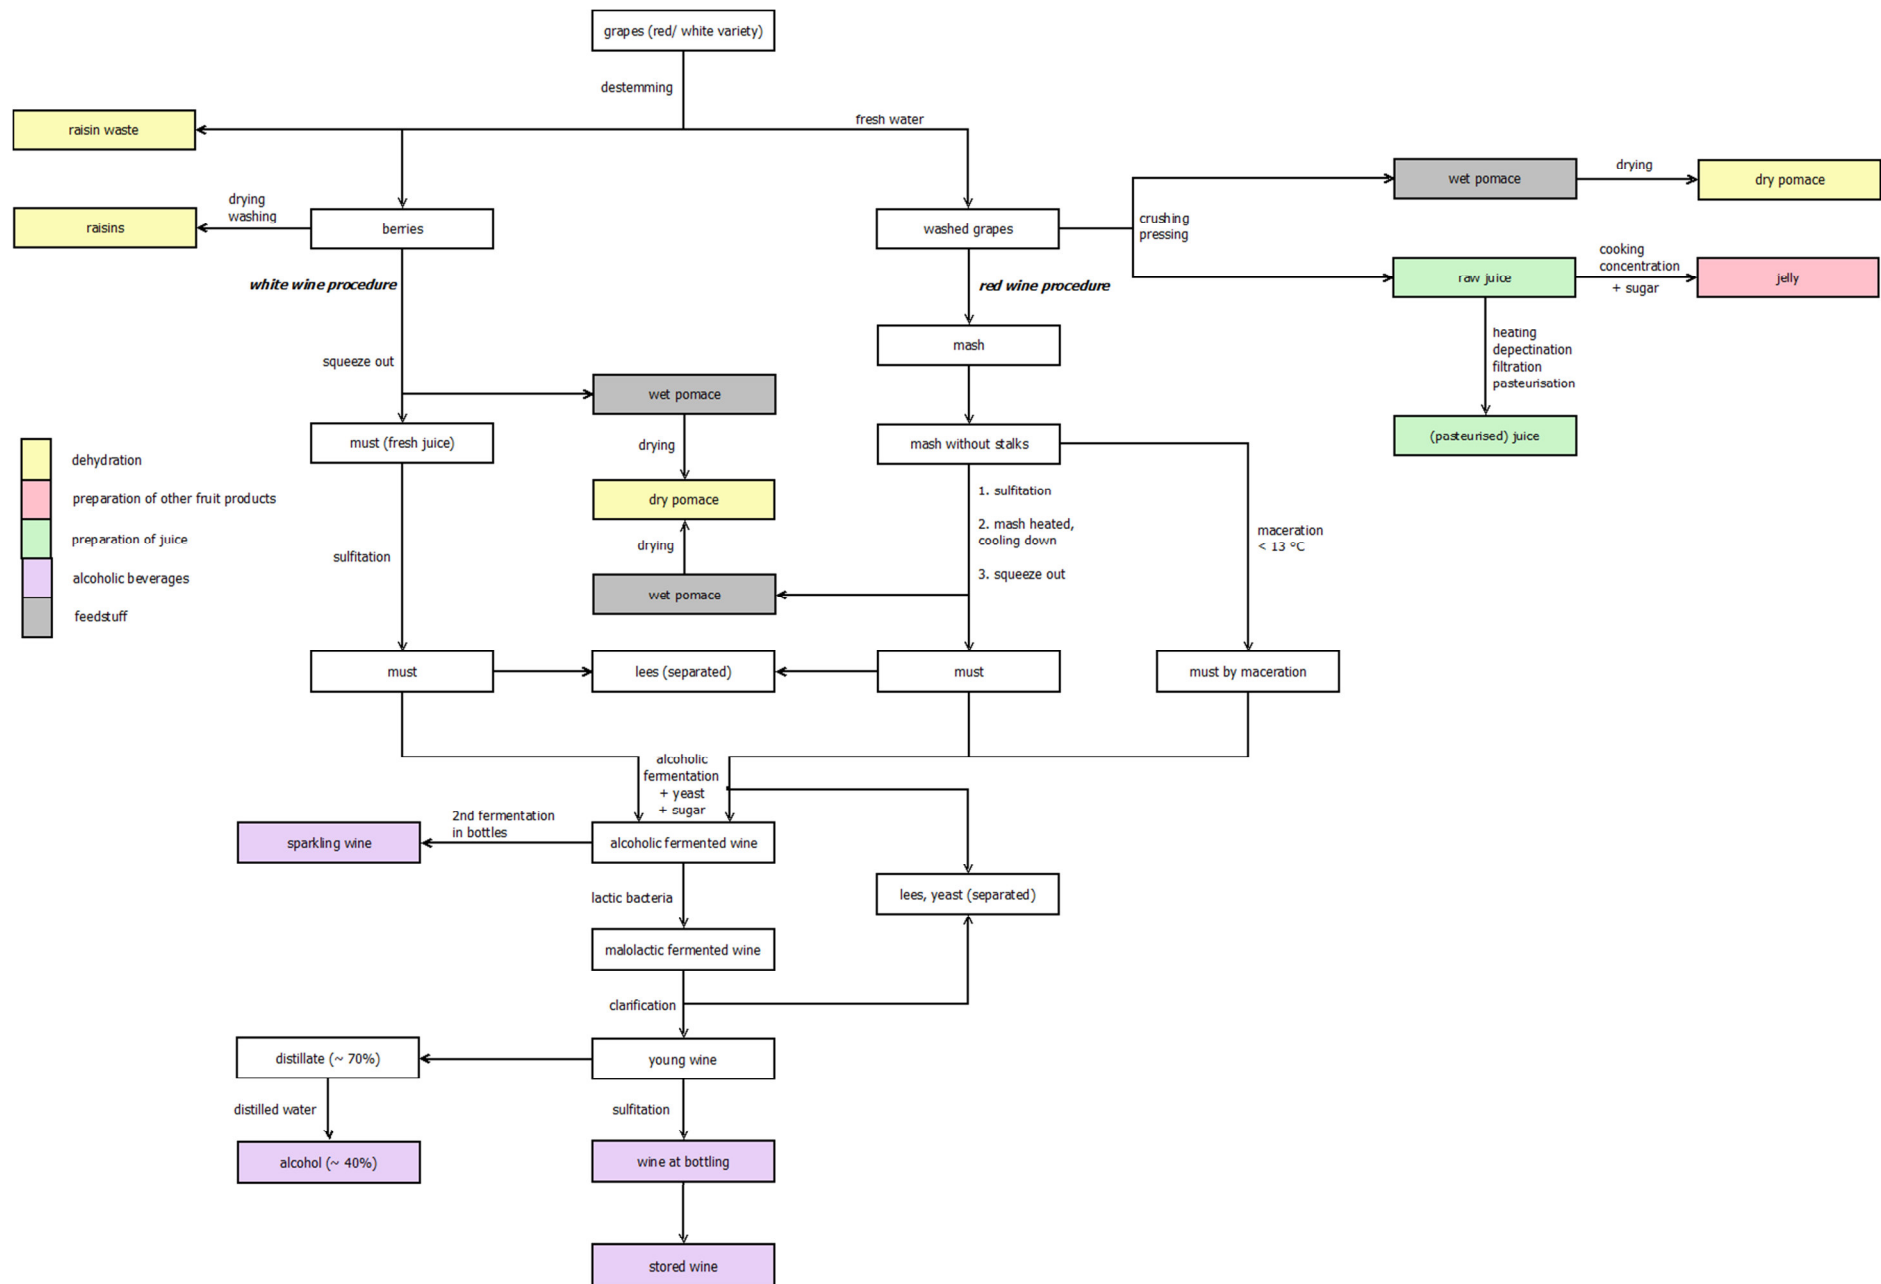 grapes (red/ white variety)
destemming
raisin waste
fresh water
wet pomace
drying
dry pomace
drying
washing
raisins
berries
washed grapes
crushing
pressing
white wine procedure
red wine procedure
raw juice
cooking
concentration
+ sugar
jelly
mash
heating
depectination
filtration
pasteurisation
squeeze out
wet pomace
must (fresh juice)
drying
mash without stalks
(pasteurised) juice
dehydration
preparation of other fruit products
preparation of juice
alcoholic beverages
feedstuff
dry pomace
1. sulfitation
2. mash heated,
cooling down
3. squeeze out
maceration
< 13 °C
sulfitation
drying
wet pomace
must
lees (separated)
must
must by maceration
alcoholic
fermentation
+ yeast
+ sugar
2nd fermentation
in bottles
sparkling wine
alcoholic fermented wine
lactic bacteria
lees, yeast (separated)
malolactic fermented wine
clarification
distillate (~ 70%)
young wine
distilled water
sulfitation
alcohol (~ 40%)
wine at bottling
stored wine